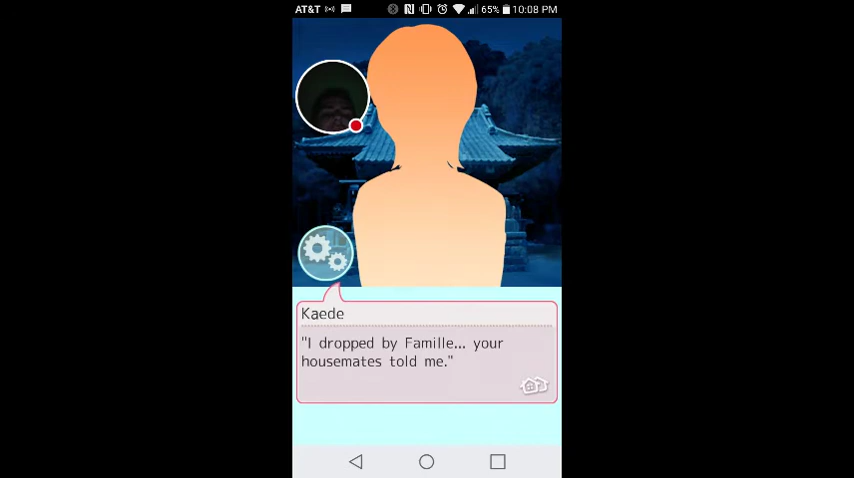 AT&T 65% 10:08 PM
Kaede
"I dropped by Famille... your
housemates told me."